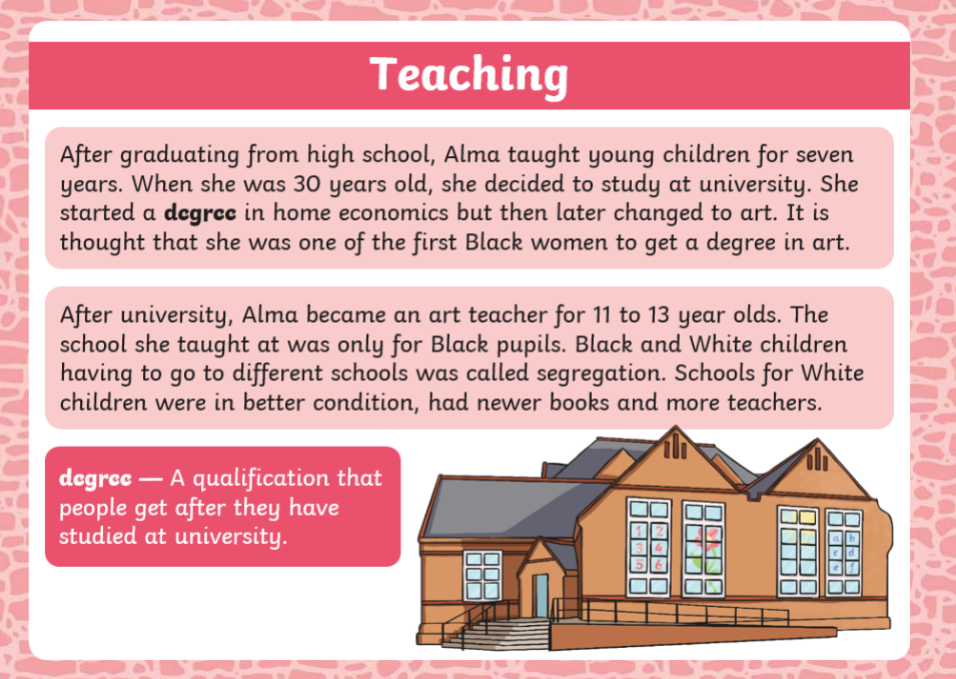 Teaching
After graduating from high school, Alma taught young children for seven
years. When she was 30 years old, she decided to study at university. She
started a degree in home economics but then later changed to art. It is
thought that she was one of the first Black women to get a degree in art.
After university, Alma became an art teacher for 11 to 13 year olds. The
school she taught at was only for Black pupils. Black and White children
having to go to different schools was called segregation. Schools for White
children were in better condition, had newer books and more teachers.
degree — A qualification that
people get after they have
studied at university.
1 2
3 4
5 6
a b
c d
e f